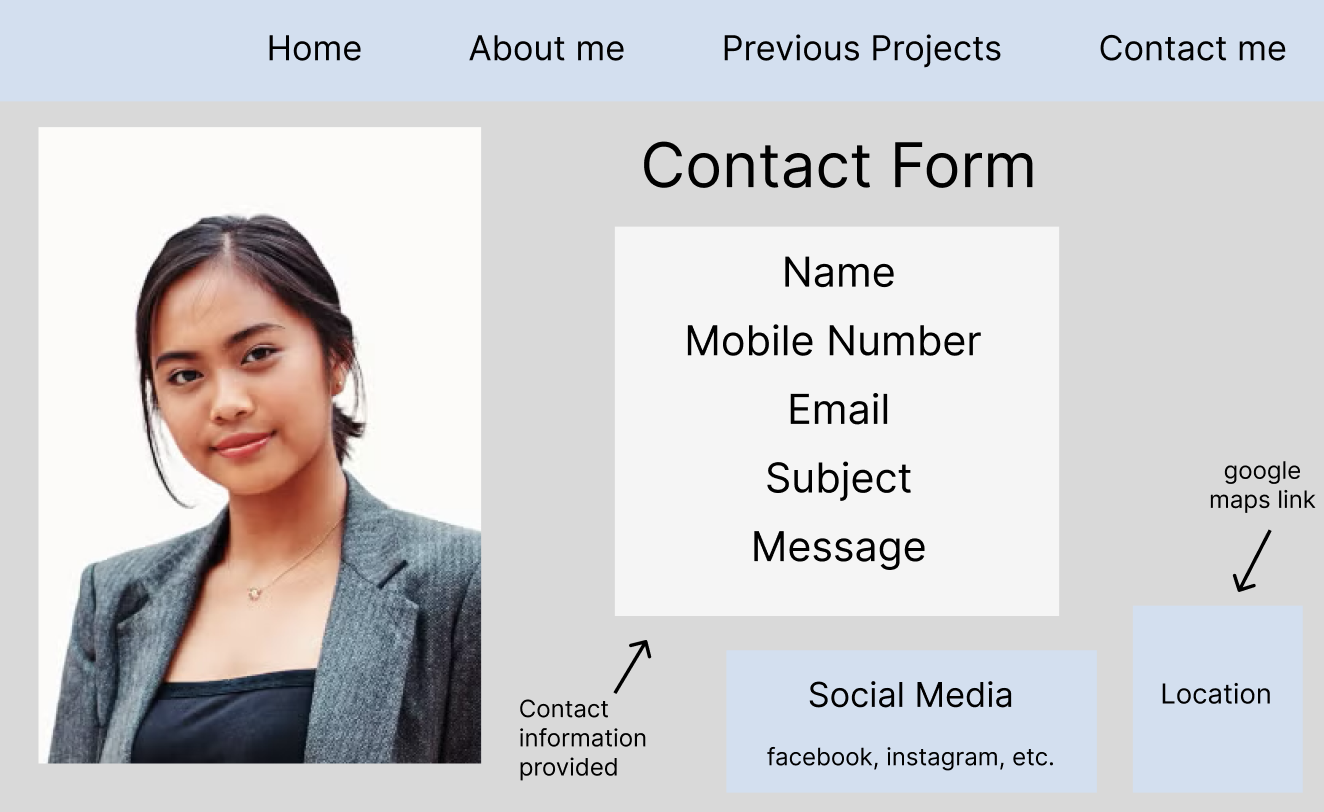 Home
About me
Previous Projects
Contact me
Contact Form
Name
Mobile Number
Email
Subject
Message
Contact
information
provided
Social Media
facebook, instagram, etc.
google
maps link
Location